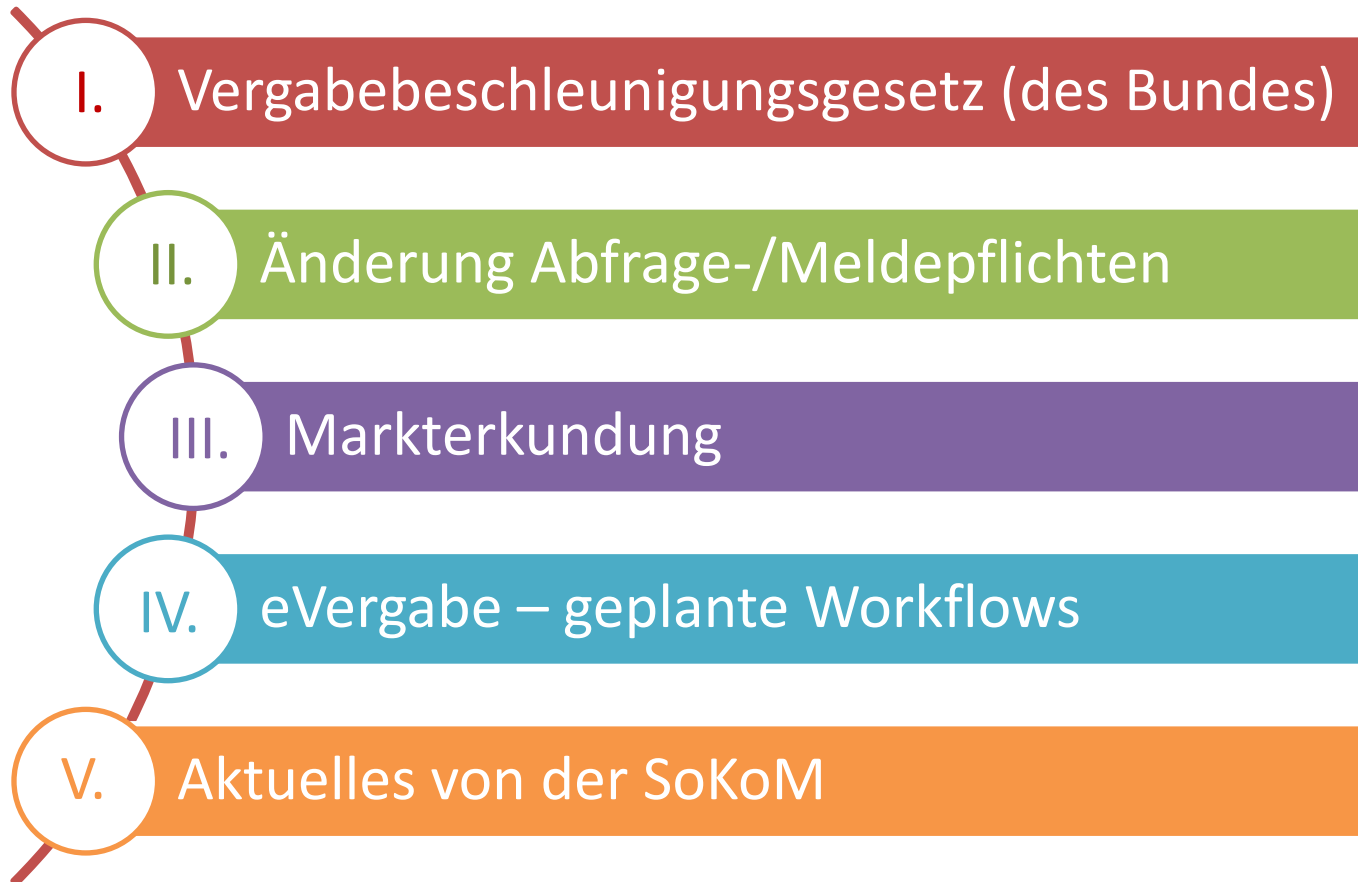 I. Vergabebeschleunigungsgesetz (des Bundes)
II. Änderung Abfrage-/Meldepflichten
III. Markterkundung
IV. eVergabe – geplante Workflows
V. Aktuelles von der SoKoM